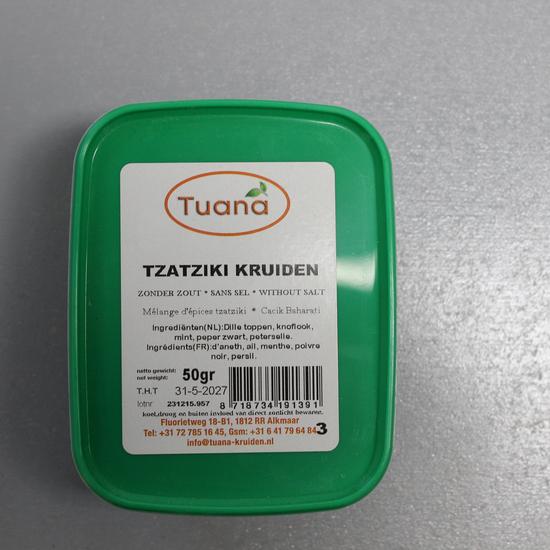 Tuana
TZATZIKI KRUIDEN
ZONDER ZOUT * SANS SEL * WITHOUT SALT
Mélange d'épices tzatziki * Cacik Baharati
Ingrediënten(NL):Dille toppen, knoflook,
mint, peper zwart, peterselie.
Ingrédients(FR):d'aneth, ail, menthe, poivre
noir, persil.
netto gewicht:
net weight:
50gr
T.H.T 31-5-2027
lotnr 231215.957
8 718734 191391
koel,droog en buiten invloed van direct zonlicht bewaren.
Fluorietweg 18-B1, 1812 RR Alkmaar
Tel: +31 72 785 16 45, Gsm: +31 6 41 79 64 84
3
info@tuana-kruiden.nl